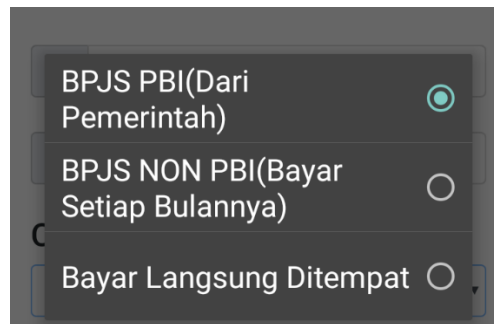 BPJS PBI(Dari
Pemerintah)
BPJS NON PBI(Bayar
Setiap Bulannya)
Bayar Langsung Ditempat